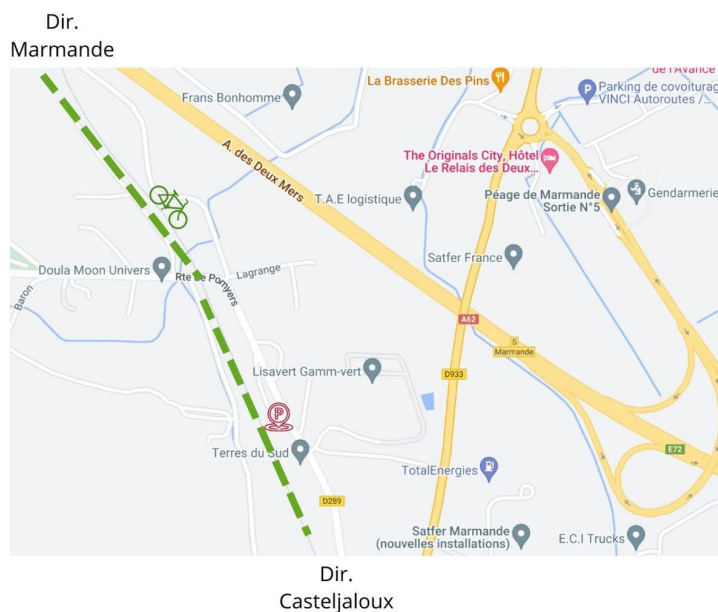 Dir.
Marmande
La Brasserie Des Pins
de l'Avance
Parking de covoiturag
VINCI Autoroutes /...
Frans Bonhomme
A. des Deux Mers
The Originals City, Hôtel
Le Relais des Deux...
T.A.E logistique
Péage de Marmande
Sortie N°5
Gendarmerie
Satfer France
Doula Moon Univers
Rte de Pompyers
Lagrange
Baron
A62
5
Marmande
Lisavert Gamm-vert
D933
P
Terres du Sud
E72
TotalEnergies
D289
Satfer Marmande
(nouvelles installations)
E.C.I Trucks
Dir.
Casteljaloux